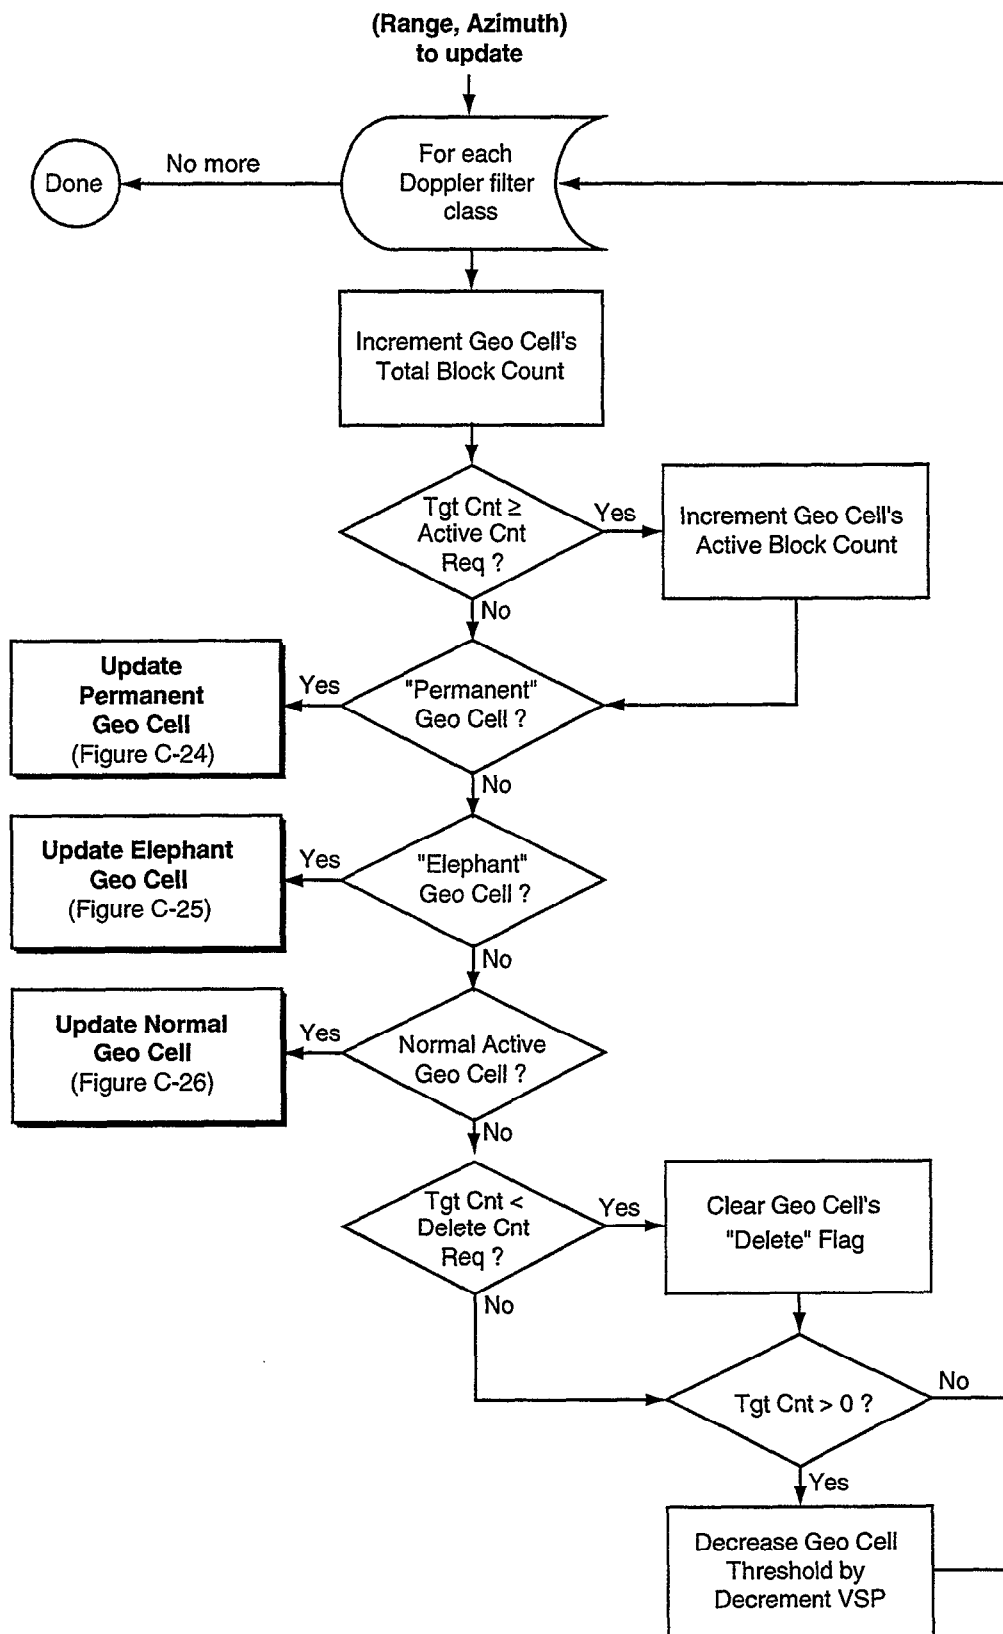 (Range, Azimuth)
to update
For each
Doppler filter
class
No more
Done
Increment Geo Cell's
Total Block Count
Tgt Cnt ≥
Active Cnt
Req ?
Yes
Increment Geo Cell's
Active Block Count
No
"Permanent"
Geo Cell ?
Yes
Update
Permanent
Geo Cell
(Figure C-24)
No
"Elephant"
Geo Cell ?
Yes
Update Elephant
Geo Cell
(Figure C-25)
No
Normal Active
Geo Cell ?
Yes
Update Normal
Geo Cell
(Figure C-26)
No
Tgt Cnt <
Delete Cnt
Req ?
Yes
Clear Geo Cell's
"Delete" Flag
No
Tgt Cnt > 0 ?
No
Yes
Decrease Geo Cell
Threshold by
Decrement VSP